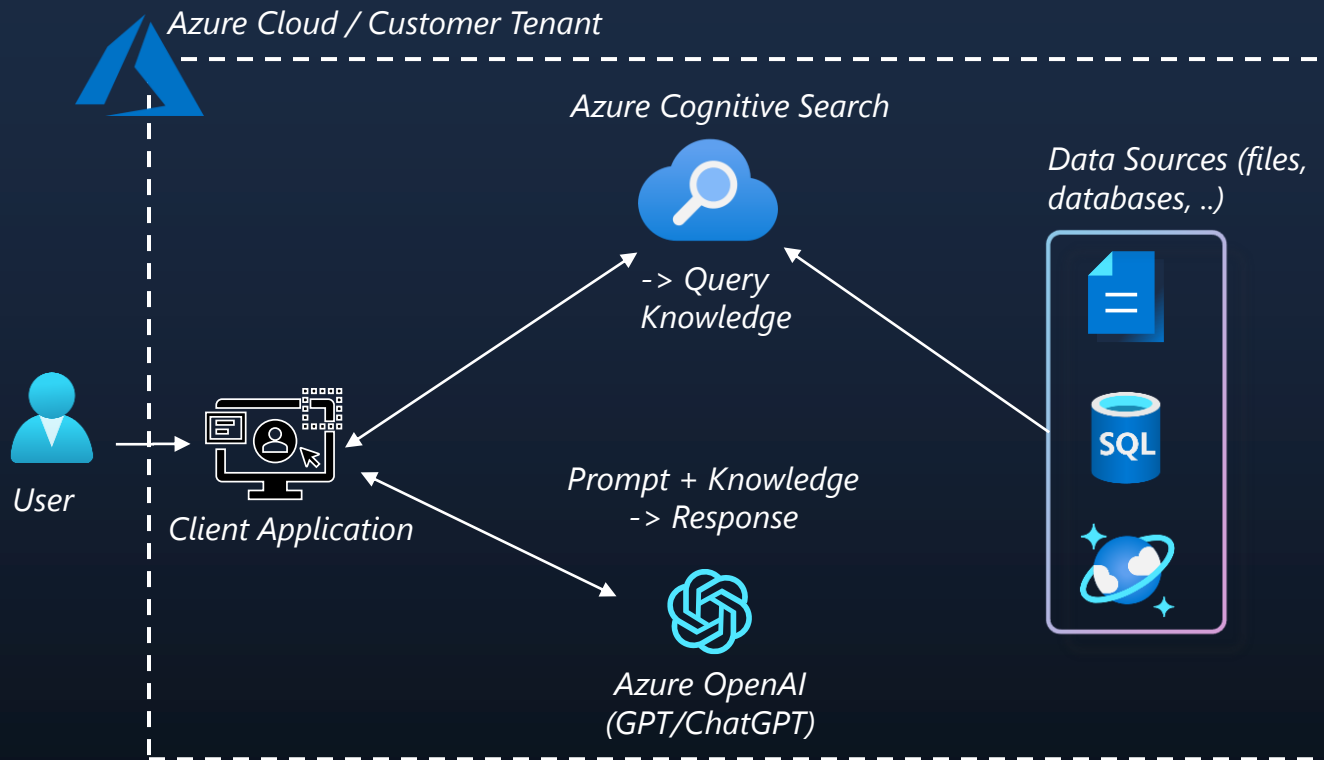 Azure Cloud / Customer Tenant
Azure Cognitive Search
Data Sources (files,
databases, ..)
-> Query
Knowledge
SQL
User
Client Application
Prompt + Knowledge
-> Response
Azure OpenAI
(GPT/ChatGPT)